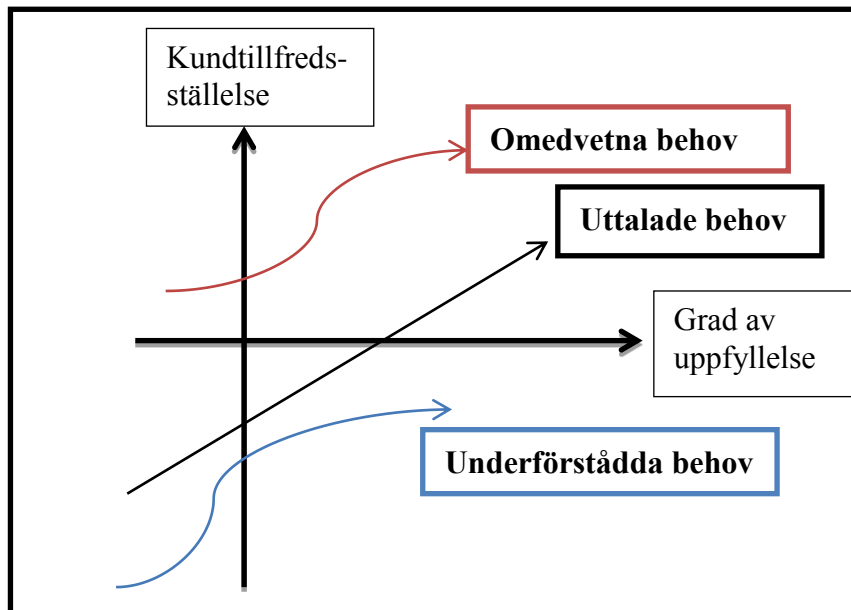 Kundtillfreds-
ställelse
Omedvetna behov
Uttalade behov
Grad av
uppfyllelse
Underförstådda behov